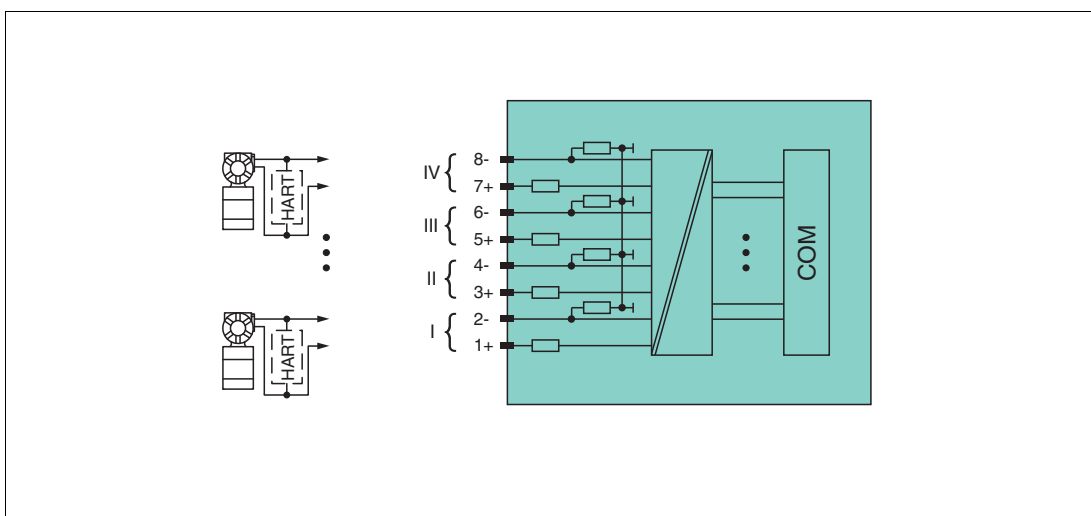 IV
8-
7+
III
6-
5+
II
4-
3+
I
2-
1+
HART
HART
COM